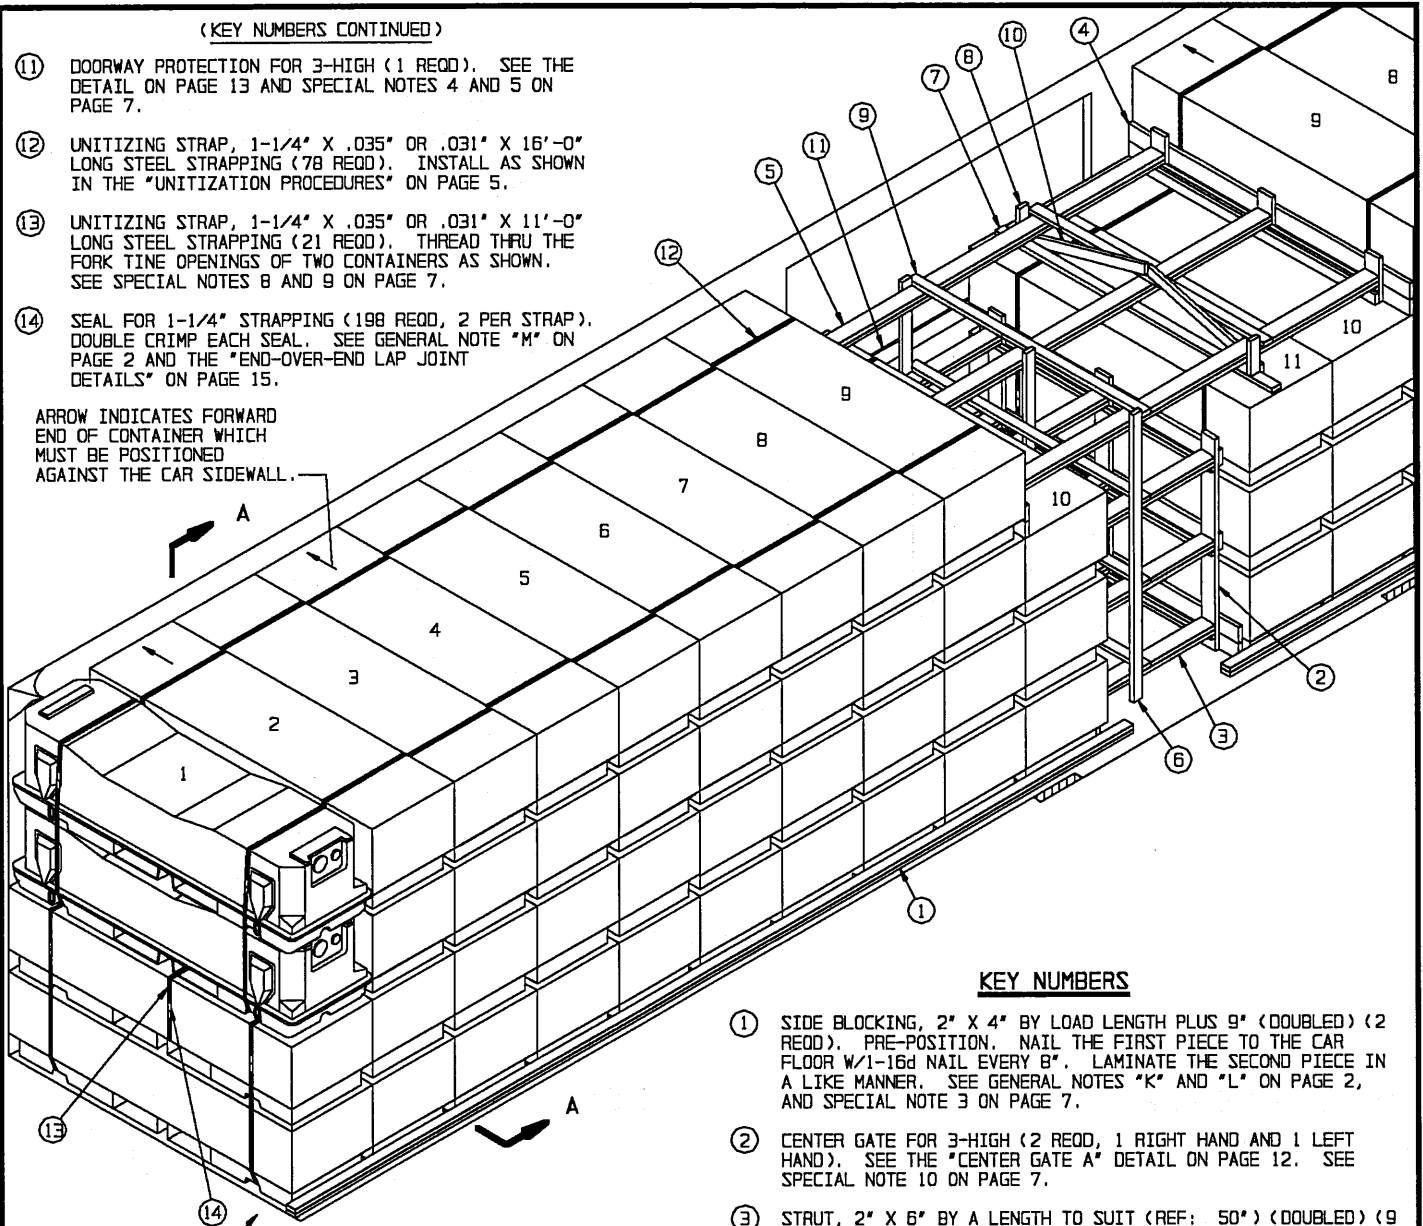 (KEY NUMBERS CONTINUED)
11 DOORWAY PROTECTION FOR 3-HIGH (1 REQD). SEE THE
DETAIL ON PAGE 13 AND SPECIAL NOTES 4 AND 5 ON
PAGE 7.
12 UNITIZING STRAP, 1-1/4" X .035" OR .031" X 16'-0"
LONG STEEL STRAPPING (78 REQD). INSTALL AS SHOWN
IN THE "UNITIZATION PROCEDURES" ON PAGE 5.
13 UNITIZING STRAP, 1-1/4" X .035" OR .031" X 11'-0"
LONG STEEL STRAPPING (21 REQD). THREAD THRU THE
FORK TINE OPENINGS OF TWO CONTAINERS AS SHOWN.
SEE SPECIAL NOTES 8 AND 9 ON PAGE 7.
14 SEAL FOR 1-1/4" STRAPPING (198 REQD, 2 PER STRAP).
DOUBLE CRIMP EACH SEAL. SEE GENERAL NOTE "M" ON
PAGE 2 AND THE "END-OVER-END LAP JOINT
DETAILS" ON PAGE 15.
ARROW INDICATES FORWARD
END OF CONTAINER WHICH
MUST BE POSITIONED
AGAINST THE CAR SIDEWALL.
A
4
10
8
7
9
11
5
12
8
9
10
11
9
8
7
6
5
4
3
2
1
10
2
3
6
1
13
14
A
KEY NUMBERS
1 SIDE BLOCKING, 2" X 4" BY LOAD LENGTH PLUS 9" (DOUBLED) (2
REQD). PRE-POSITION. NAIL THE FIRST PIECE TO THE CAR
FLOOR W/1-16d NAIL EVERY 8". LAMINATE THE SECOND PIECE IN
A LIKE MANNER. SEE GENERAL NOTES "K" AND "L" ON PAGE 2,
AND SPECIAL NOTE 3 ON PAGE 7.
2 CENTER GATE FOR 3-HIGH (2 REQD, 1 RIGHT HAND AND 1 LEFT
HAND). SEE THE "CENTER GATE A" DETAIL ON PAGE 12. SEE
SPECIAL NOTE 10 ON PAGE 7.
3 STRUT, 2" X 6" BY A LENGTH TO SUIT (REF: 50") (DOUBLED) (9